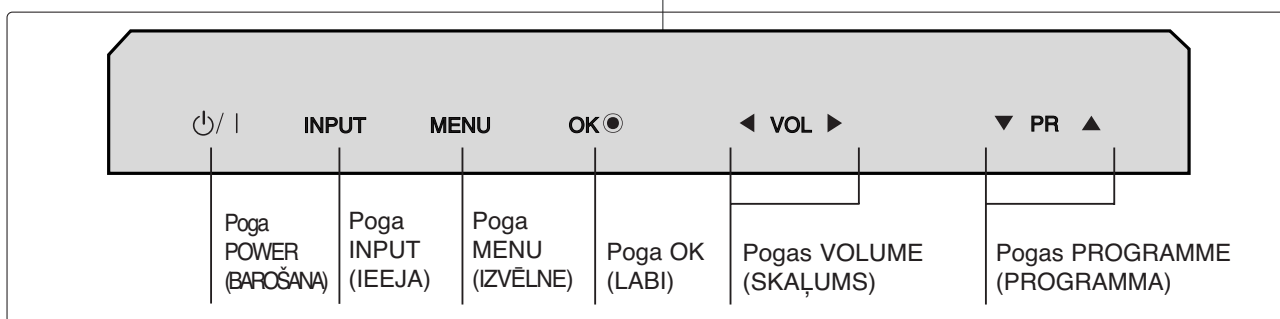 ⏻/ I INPUT MENU OK◉ ◀ VOL ▶ ▼ PR ▲
Poga
POWER
(BAROŠANA)
Poga
INPUT
(IEEJA)
Poga
MENU
(IZVĒLNE)
Poga OK
(LABI)
Pogas VOLUME
(SKAĻUMS)
Pogas PROGRAMME
(PROGRAMMA)